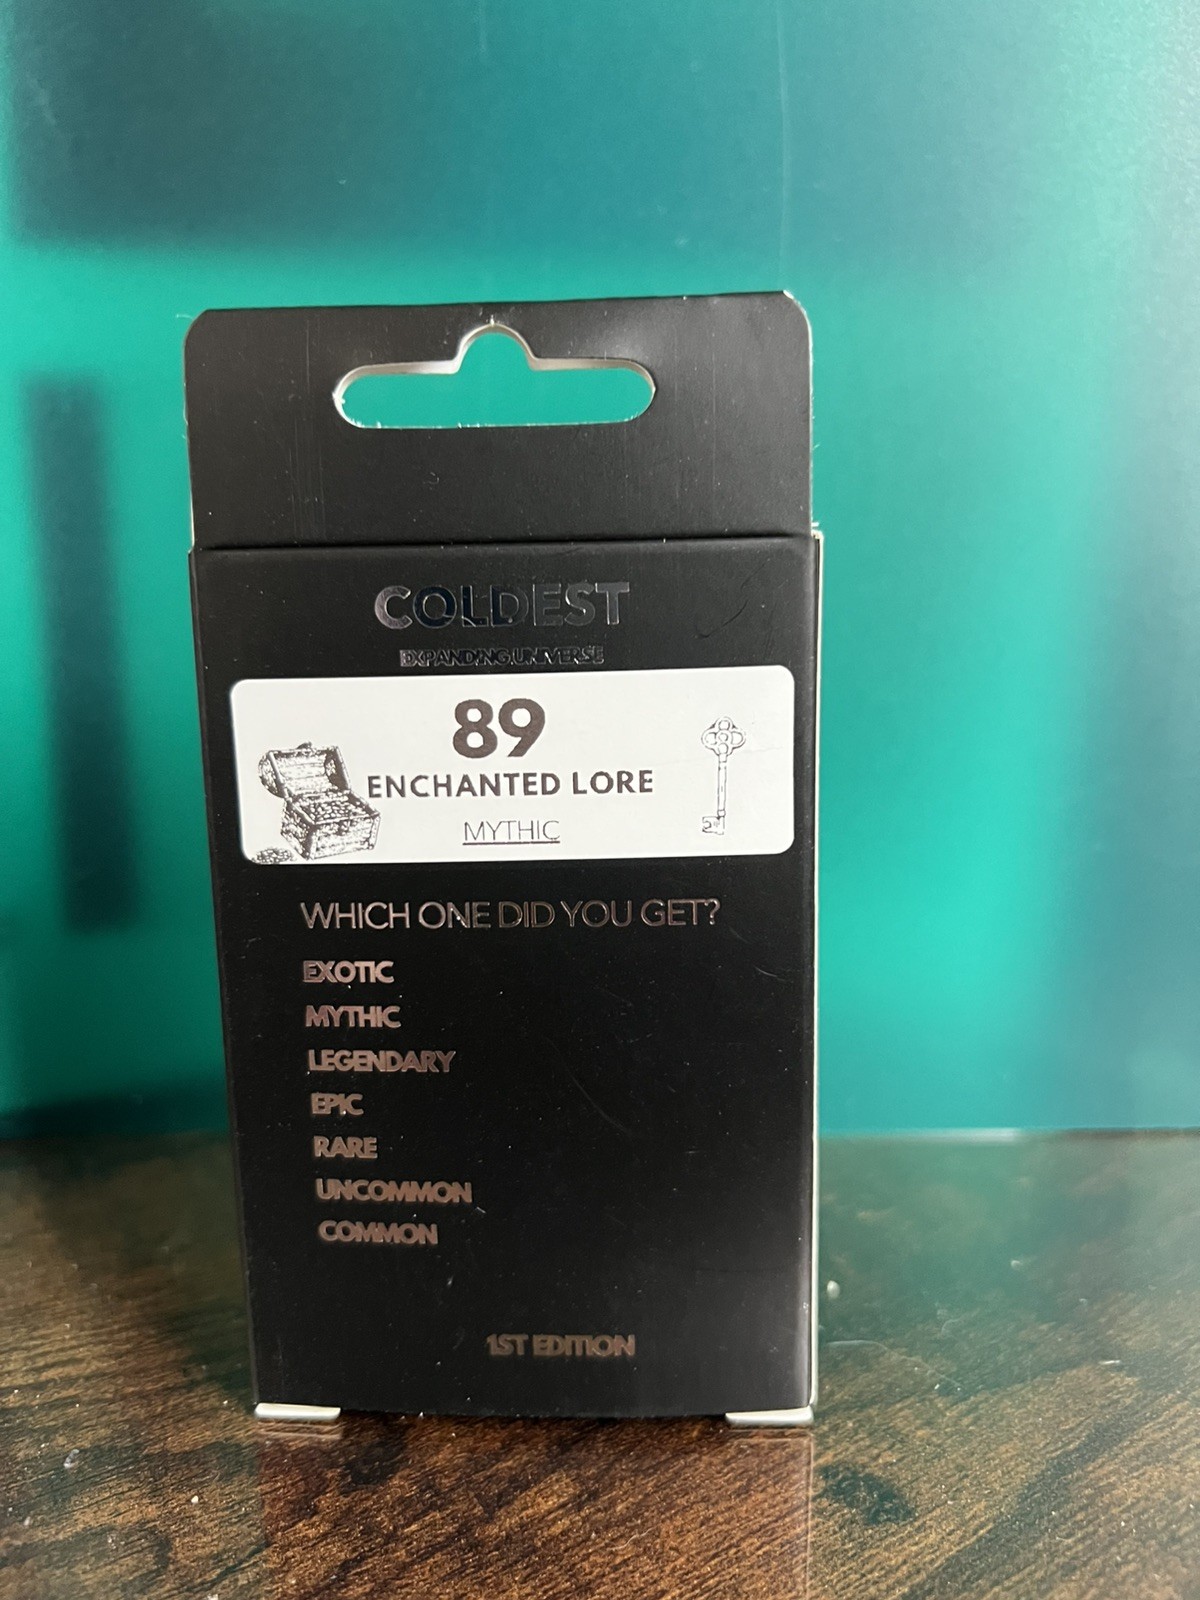 COLDEST
EXPANDING UNIVERSE
89
ENCHANTED LORE
MYTHIC
WHICH ONE DID YOU GET?
EXOTIC
MYTHIC
LEGENDARY
EPIC
RARE
UNCOMMON
COMMON
1ST EDITION